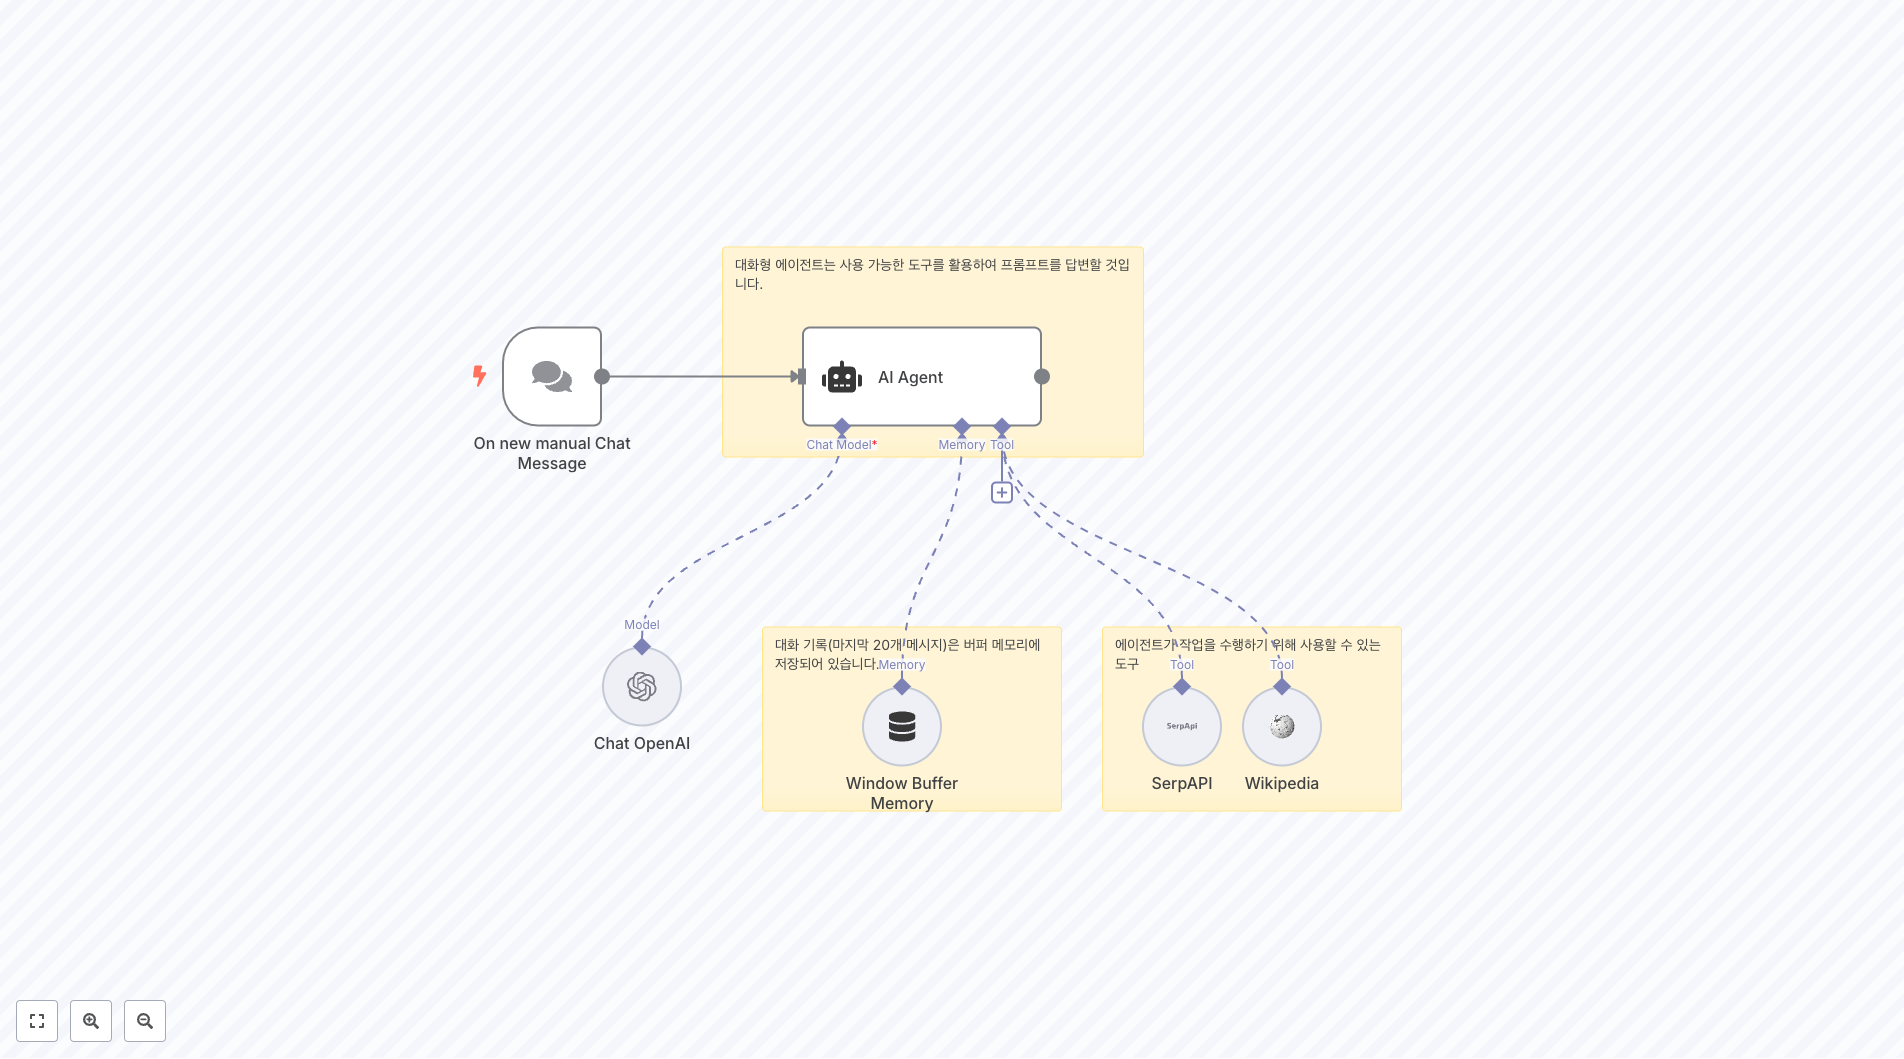 대화형 에이전트는 사용 가능한 도구를 활용하여 프롬프트를 답변할 것입
니다.
AI Agent
On new manual Chat
Message
Chat Model*
Memory
Tool
Model
Chat OpenAI
대화 기록(마지막 20개 메시지)은 버퍼 메모리에
저장되어 있습니다.
Memory
Window Buffer
Memory
에이전트가 작업을 수행하기 위해 사용할 수 있는
도구
Tool
Tool
SerpApi
SerpAPI
Wikipedia